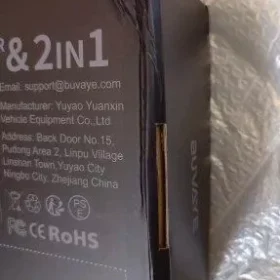 R
& 2IN1
Email: support@buvaye.com
Manufacturer: Yuyao Yuanxin
Vehicle Equipment Co.,Ltd
Address: Back Door No.15,
Pudong Area 2, Linpu Village
Linshan Town, Yuyao City
Ningbo City, Zhejiang China
PS
E
CE RoHS
BUVAYE